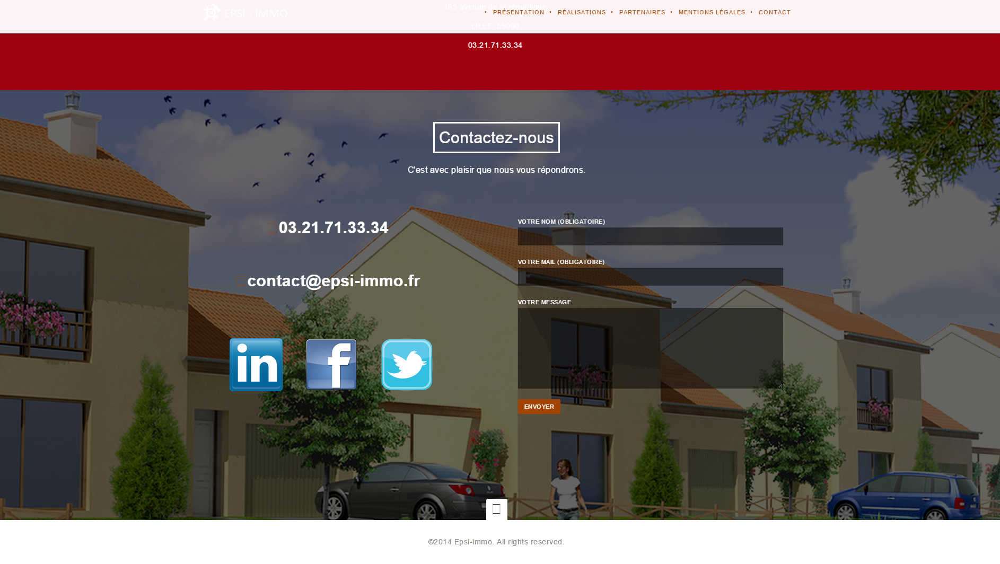 EPSI - IMMO
163 avenue de la république
• PRÉSENTATION • RÉALISATIONS • PARTENAIRES • MENTIONS LÉGALES • CONTACT
LILLE, 59000
03.21.71.33.34
Contactez-nous
C'est avec plaisir que nous vous répondrons.
03.21.71.33.34
contact@epsi-immo.fr
in
f
VOTRE NOM (OBLIGATOIRE)
VOTRE MAIL (OBLIGATOIRE)
VOTRE MESSAGE
ENVOYER
©2014 Epsi-immo. All rights reserved.